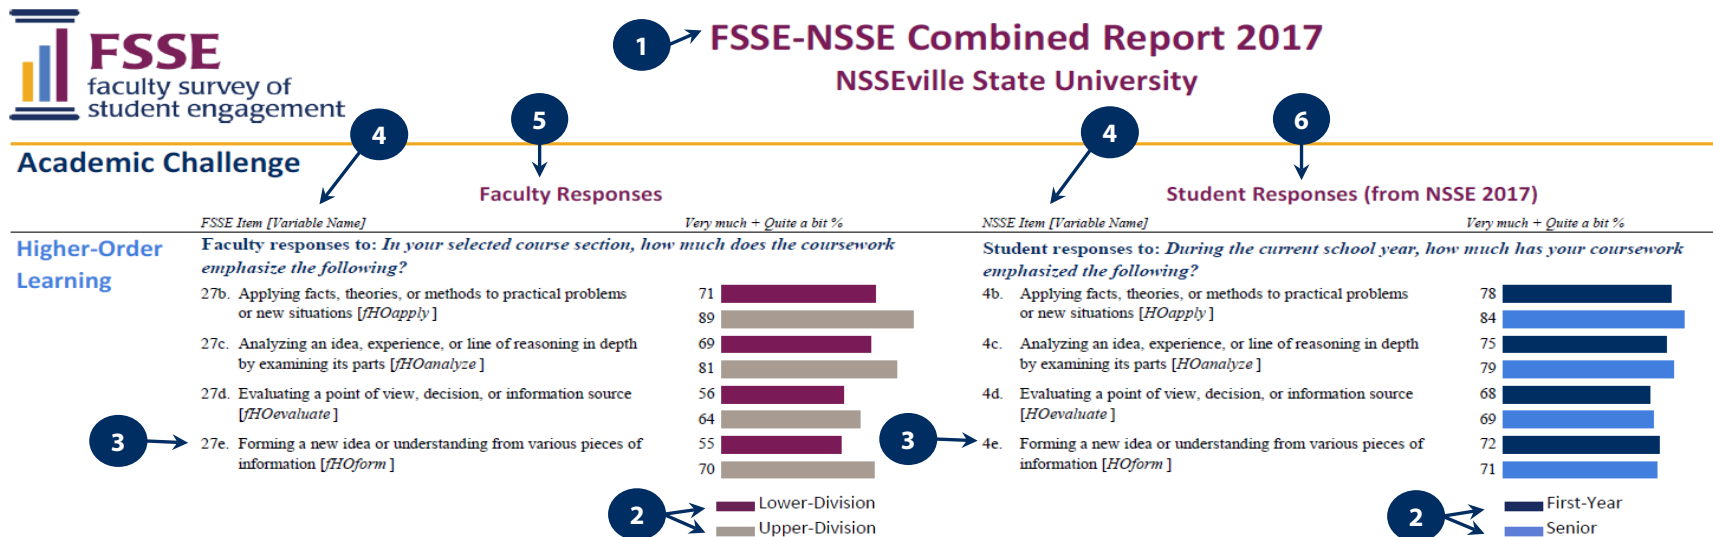 FSSE
faculty survey of
student engagement
1
FSSE-NSSE Combined Report 2017
NSSEville State University
4
5
4
6
Academic Challenge
Faculty Responses
Student Responses (from NSSE 2017)
FSSE Item [Variable Name]
Very much + Quite a bit %
NSSE Item [Variable Name]
Very much + Quite a bit %
Higher-Order
Learning
Faculty responses to: In your selected course section, how much does the coursework
emphasize the following?
27b. Applying facts, theories, or methods to practical problems
or new situations [fHOapply ]
71
89
27c. Analyzing an idea, experience, or line of reasoning in depth
by examining its parts [fHOanalyze ]
69
81
27d. Evaluating a point of view, decision, or information source
[fHOevaluate ]
56
64
3
27e. Forming a new idea or understanding from various pieces of
information [fHOform ]
55
70
2
Lower-Division
Upper-Division
Student responses to: During the current school year, how much has your coursework
emphasized the following?
4b. Applying facts, theories, or methods to practical problems
or new situations [HOapply ]
78
84
4c. Analyzing an idea, experience, or line of reasoning in depth
by examining its parts [HOanalyze ]
75
79
4d. Evaluating a point of view, decision, or information source
[HOevaluate ]
68
69
3
4e. Forming a new idea or understanding from various pieces of
information [HOform ]
72
71
2
First-Year
Senior